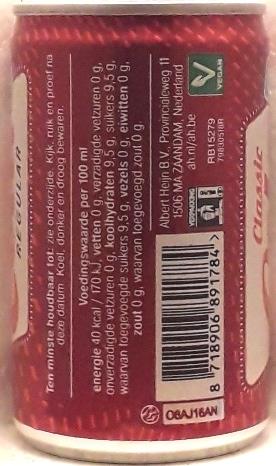 REGULAR
Ten minste houdbaar tot: zie onderzijde. Kijk, ruik en proef na
deze datum. Koel, donker en droog bewaren.
Voedingswaarde per 100 ml
energie 40 kcal / 170 kJ, vetten 0 g, verzadigde vetzuren 0 g,
onverzadigde vetzuren 0 g, koolhydraten 9,5 g, suikers 9,5 g,
waarvan toegevoegde suikers 9,5 g, vezels 0 g, eiwitten 0 g,
zout 0 g, waarvan toegevoegd zout 0 g
Albert Heijn B.V., Provincialeweg 11
1506 MA ZAANDAM Nederland
ah.nl/ah.be
RB15279
VEGAN
VERPAKKING
8 718906 891784
08AJ16AN
Classic